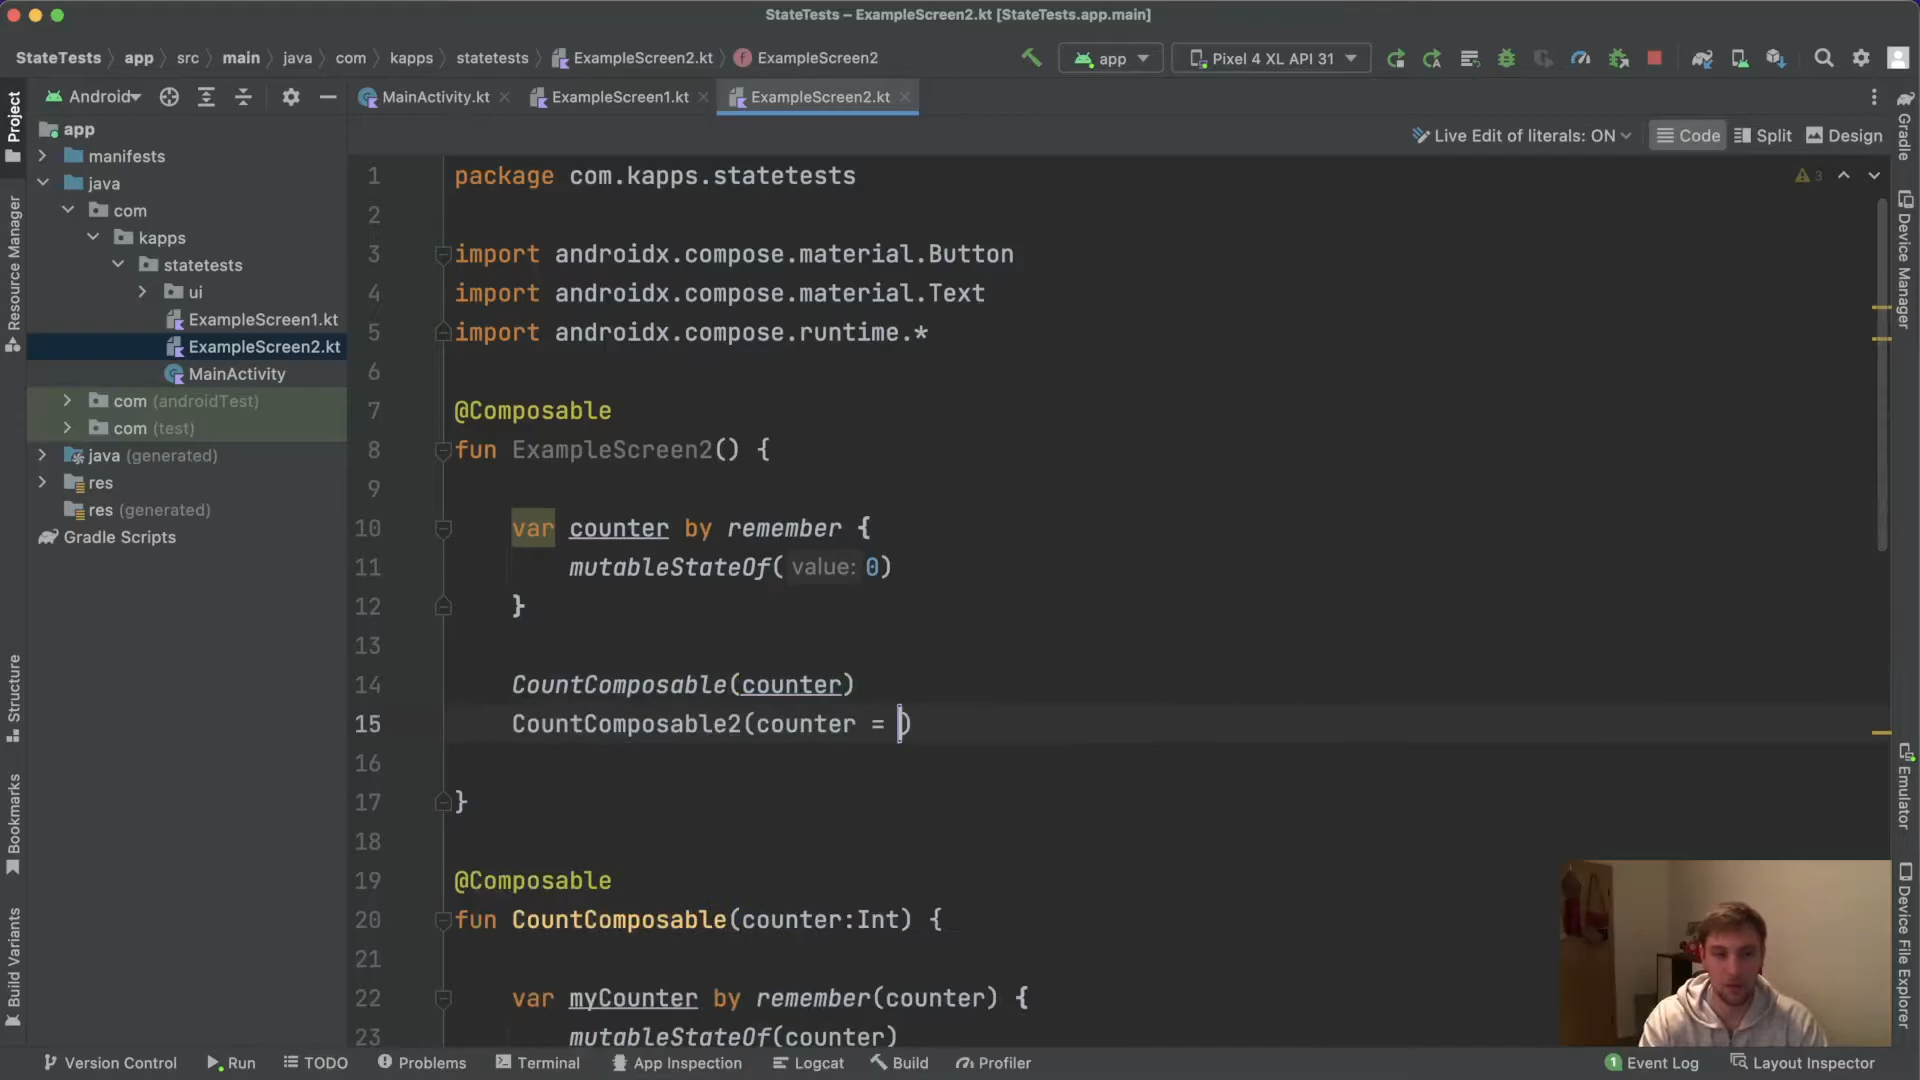 StateTests – ExampleScreen2.kt [StateTests.app.main]
StateTests app src main java com kapps statetests ExampleScreen2.kt ExampleScreen2 app Pixel 4 XL API 31
Android MainActivity.kt ExampleScreen1.kt ExampleScreen2.kt
Live Edit of literals: ON Code Split Design
Project
Resource Manager
Structure
Bookmarks
Build Variants
app
manifests
java
com
kapps
statetests
ui
ExampleScreen1.kt
ExampleScreen2.kt
MainActivity
com (androidTest)
com (test)
java (generated)
res
res (generated)
Gradle Scripts
1 package com.kapps.statetests
3
2
3 import androidx.compose.material.Button
4 import androidx.compose.material.Text
5 import androidx.compose.runtime.*
6
7 @Composable
8 fun ExampleScreen2() {
9
10 var counter by remember {
11 mutableStateOf( value: 0)
12 }
13
14 CountComposable(counter)
15 CountComposable2(counter = )
16
17 }
18
19 @Composable
20 fun CountComposable(counter:Int) {
21
22 var myCounter by remember(counter) {
23 mutableStateOf(counter)
Gradle
Device Manager
Emulator
Device File Explorer
Version Control Run TODO Problems Terminal App Inspection Logcat Build Profiler 1 Event Log Layout Inspector